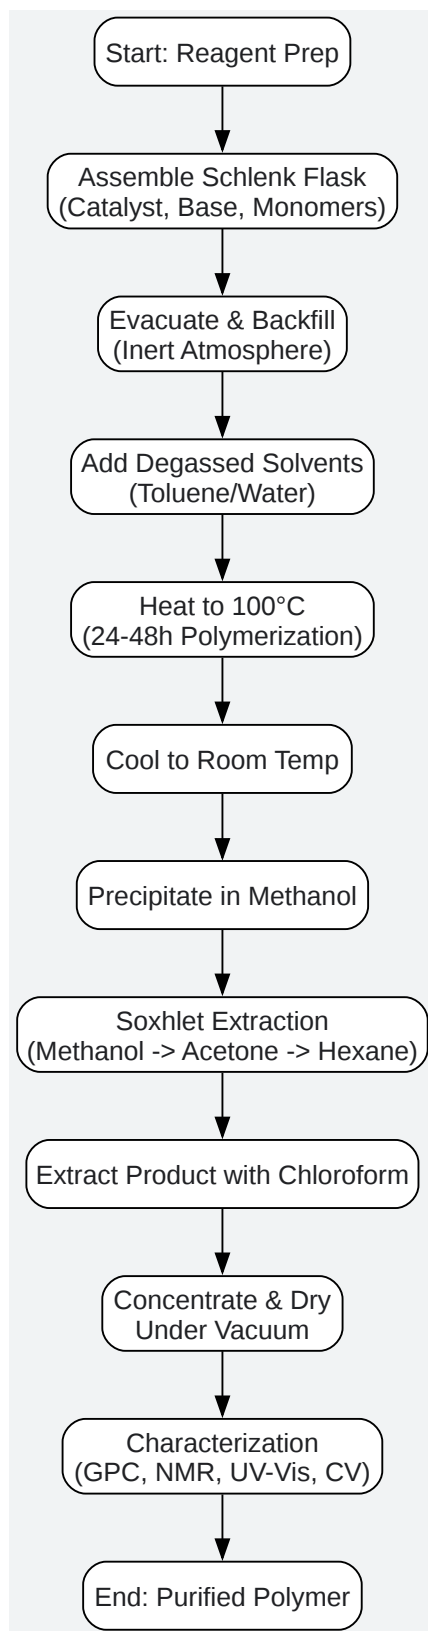 Start: Reagent Prep
Assemble Schlenk Flask
(Catalyst, Base, Monomers)
Evacuate & Backfill
(Inert Atmosphere)
Add Degassed Solvents
(Toluene/Water)
Heat to 100°C
(24-48h Polymerization)
Cool to Room Temp
Precipitate in Methanol
Soxhlet Extraction
(Methanol -> Acetone -> Hexane)
Extract Product with Chloroform
Concentrate & Dry
Under Vacuum
Characterization
(GPC, NMR, UV-Vis, CV)
End: Purified Polymer